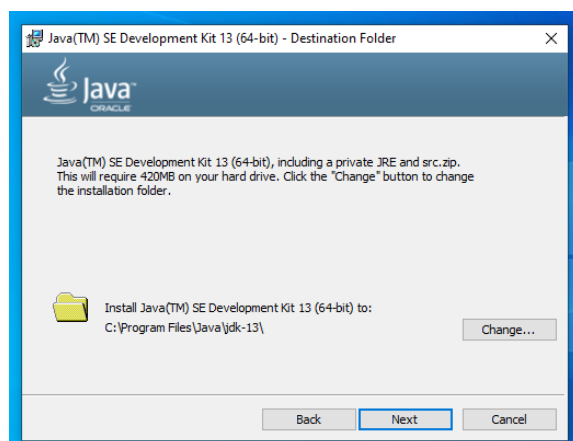 Java(TM) SE Development Kit 13 (64-bit) - Destination Folder
Java™
ORACLE
Java(TM) SE Development Kit 13 (64-bit), including a private JRE and src.zip.
This will require 420MB on your hard drive. Click the "Change" button to change
the installation folder.
Install Java(TM) SE Development Kit 13 (64-bit) to:
C:\Program Files\Java\jdk-13\
Change...
Back
Next
Cancel